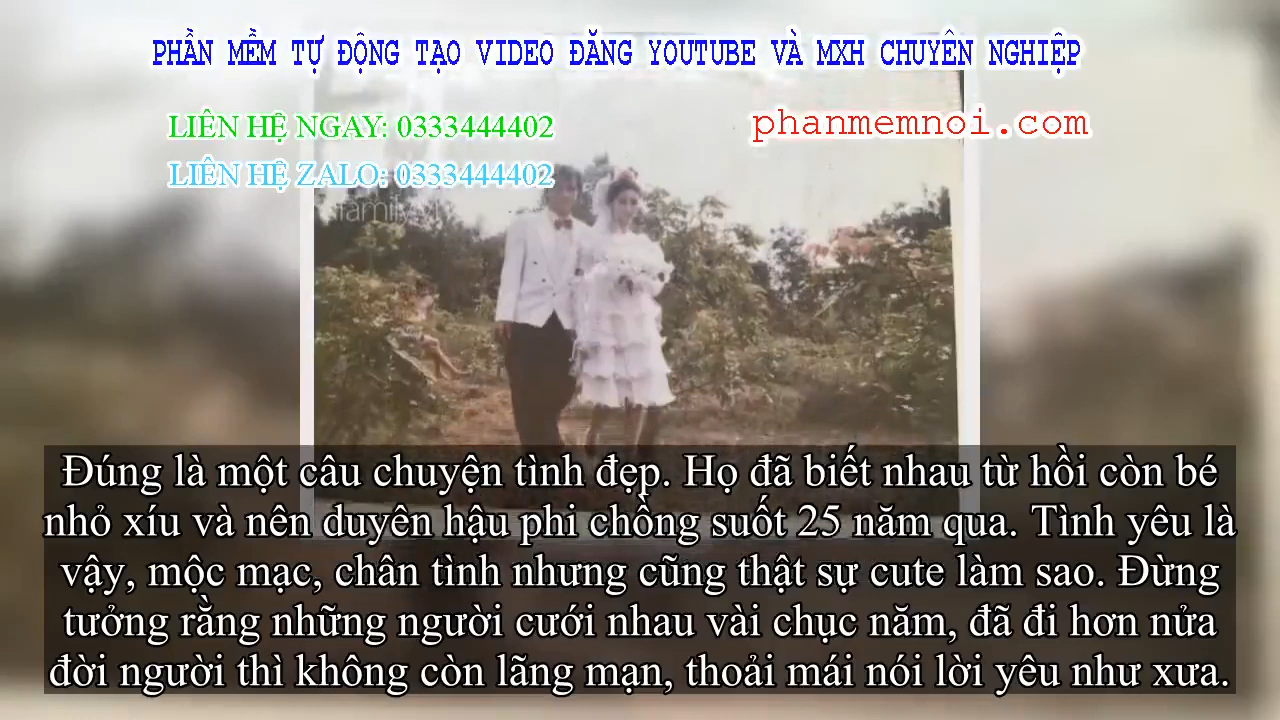 PHẦN MỀM TỰ ĐỘNG TẠO VIDEO ĐĂNG YOUTUBE VÀ MXH CHUYÊN NGHIỆP
LIÊN HỆ NGAY: 0333444402
phanmemnoi.com
LIÊN HỆ ZALO: 0333444402
family.vn
Đúng là một câu chuyện tình đẹp. Họ đã biết nhau từ hồi còn bé
nhỏ xíu và nên duyên hậu phi chồng suốt 25 năm qua. Tình yêu là
vậy, mộc mạc, chân tình nhưng cũng thật sự cute làm sao. Đừng
tưởng rằng những người cưới nhau vài chục năm, đã đi hơn nửa
đời người thì không còn lãng mạn, thoải mái nói lời yêu như xưa.